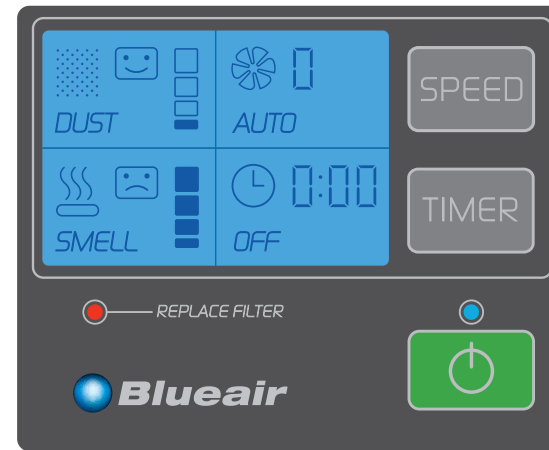 DUST
0
AUTO
SPEED
SMELL
0:00
OFF
TIMER
REPLACE FILTER
Blueair